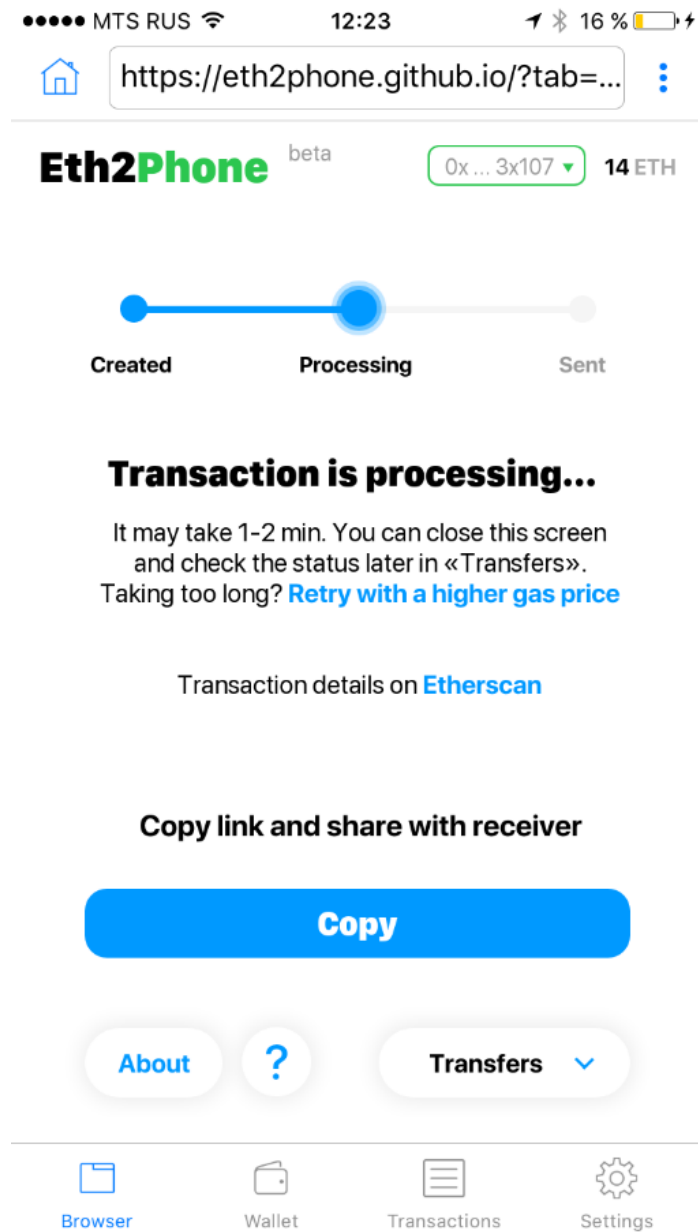 MTS RUS 12:23 16 %
https://eth2phone.github.io/?tab=...
Eth2Phone beta 0x ... 3x107 14 ETH
Created Processing Sent
Transaction is processing...
It may take 1-2 min. You can close this screen
and check the status later in «Transfers».
Taking too long? Retry with a higher gas price
Transaction details on Etherscan
Copy link and share with receiver
Copy
About ? Transfers
Browser Wallet Transactions Settings